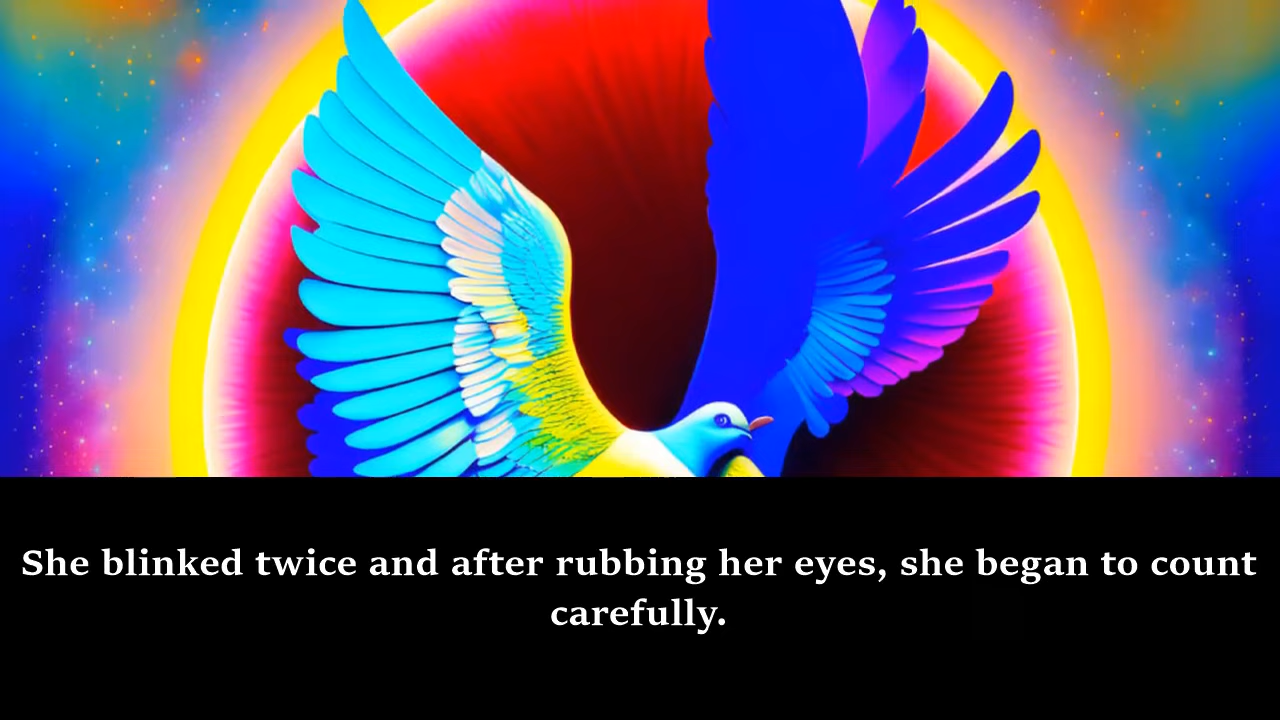 She blinked twice and after rubbing her eyes, she began to count
carefully.